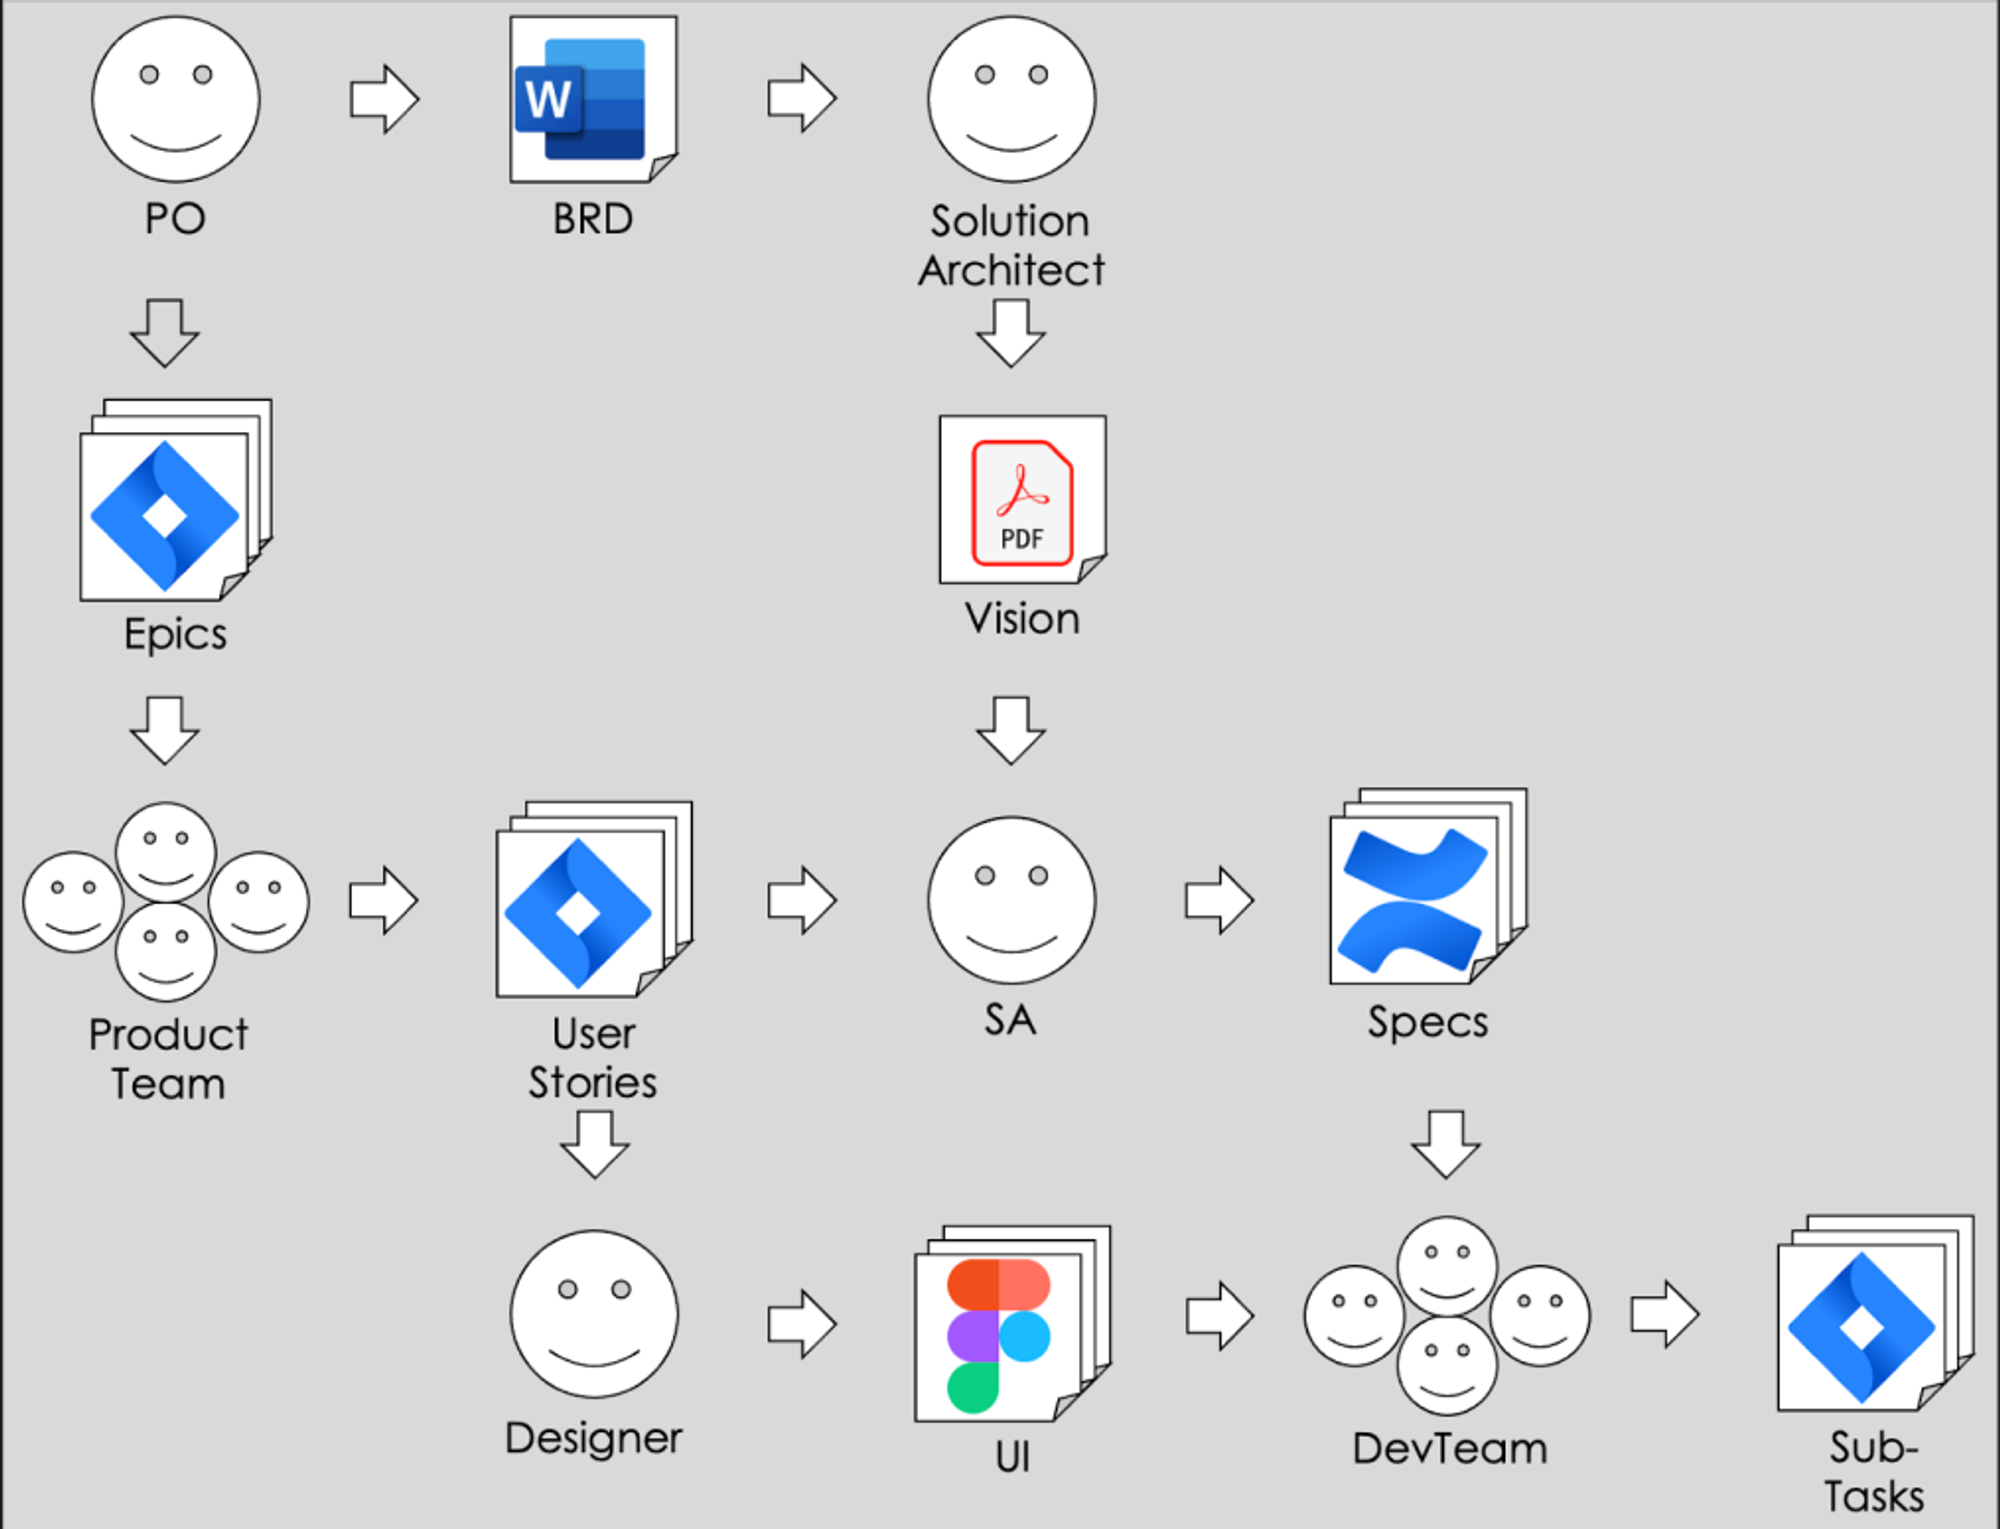 W
PO
BRD
Solution
Architect
PDF
Epics
Vision
Product
Team
User
Stories
SA
Specs
Designer
UI
DevTeam
Sub-
Tasks